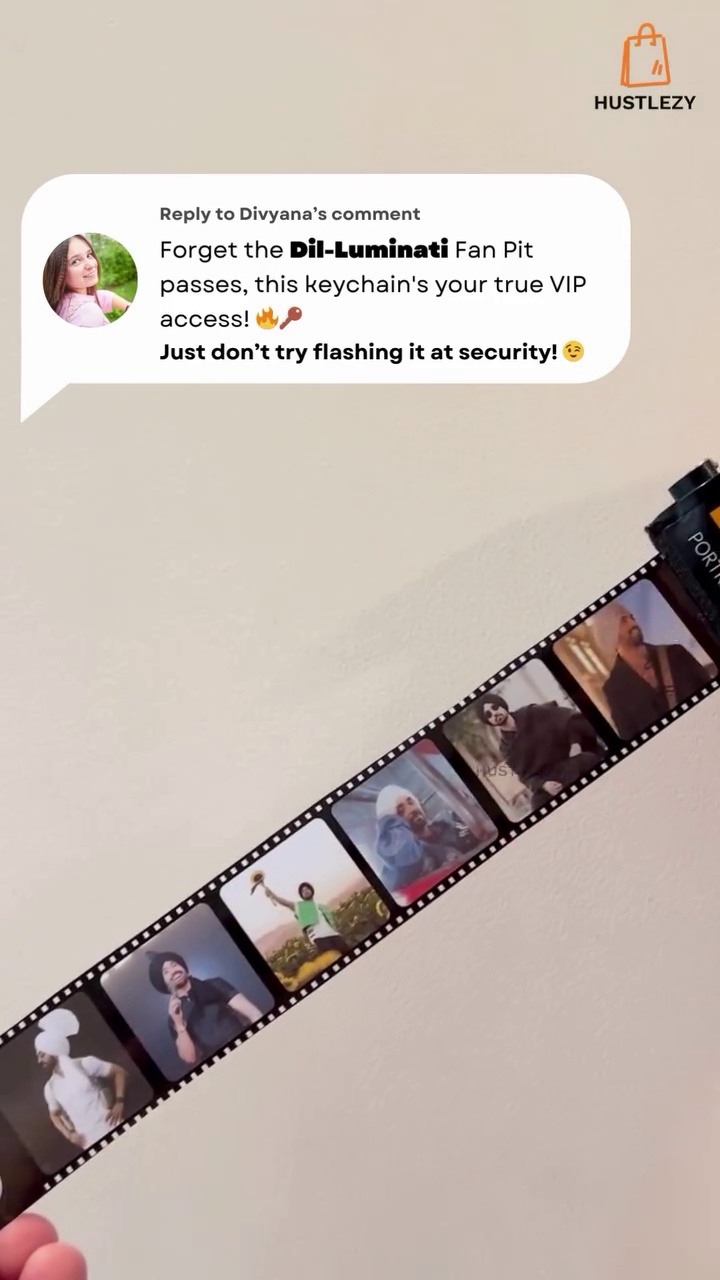 HUSTLEZY
Reply to Divyana’s comment
Forget the Dil-Luminati Fan Pit
passes, this keychain's your true VIP
access! 🔥🔑
Just don’t try flashing it at security! 😉